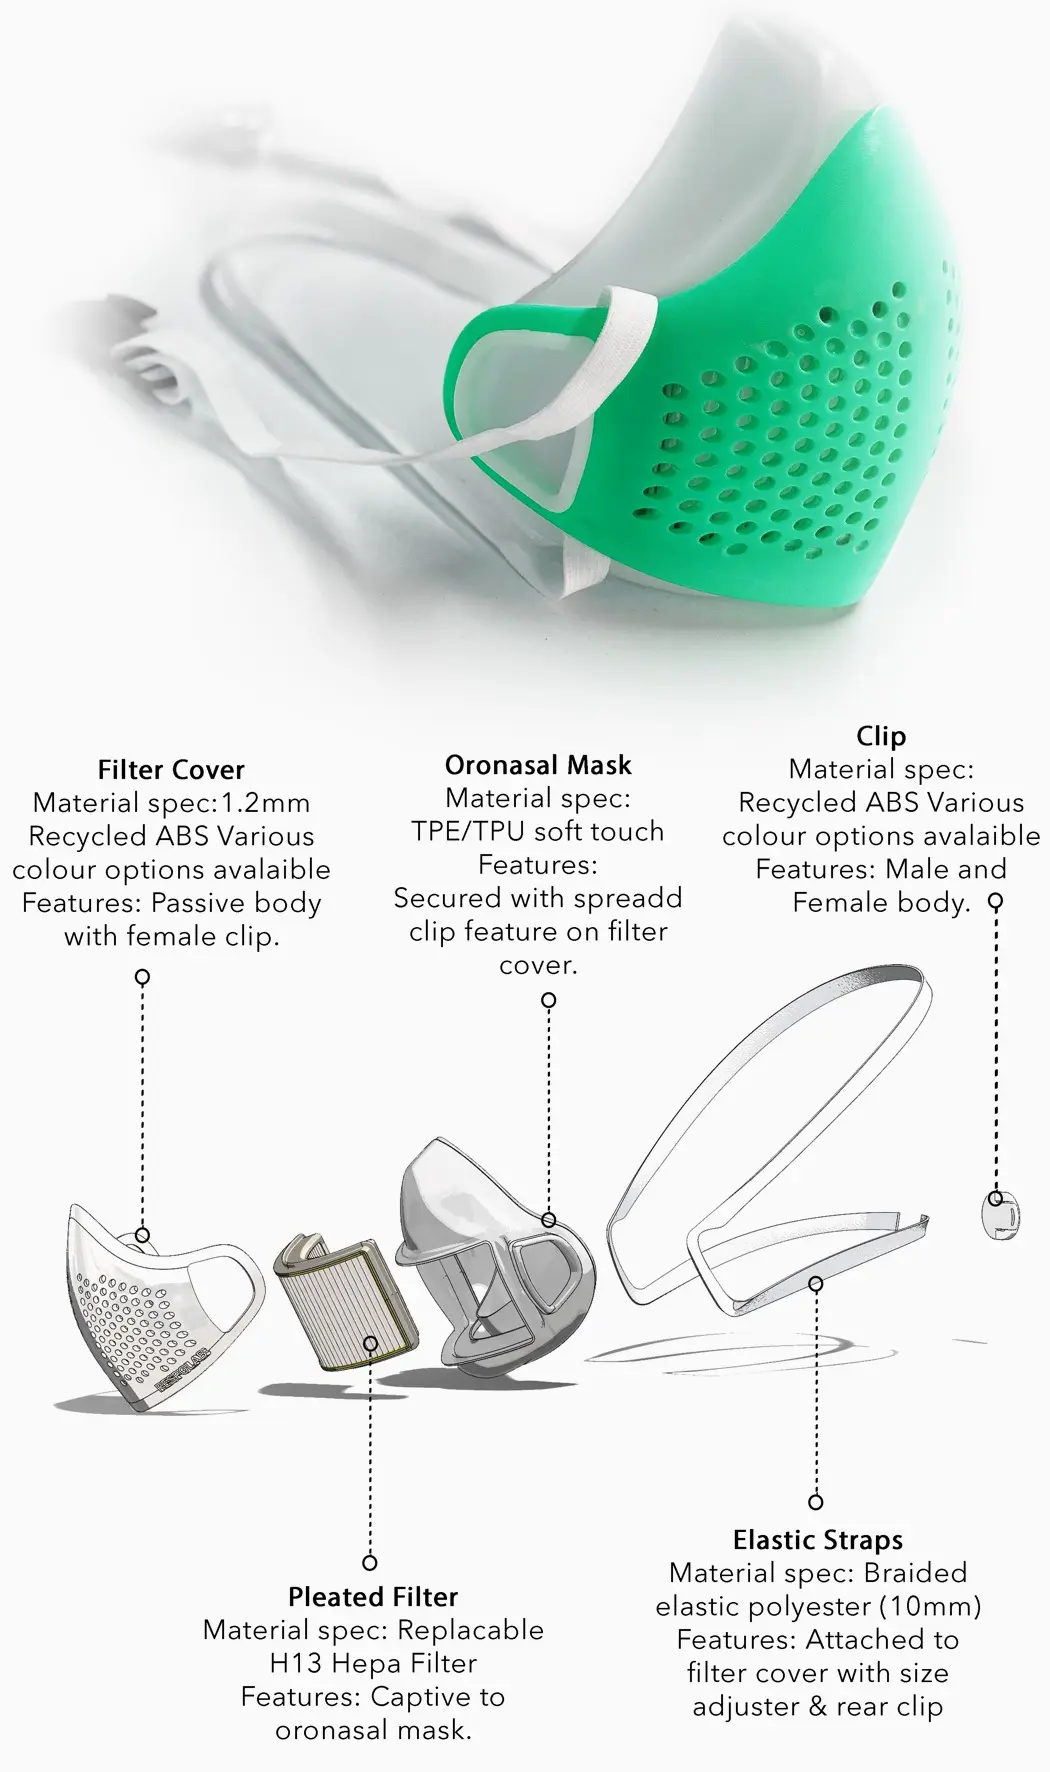 Filter Cover
Material spec:1.2mm
Recycled ABS Various
colour options avalaible
Features: Passive body
with female clip.
Oronasal Mask
Material spec:
TPE/TPU soft touch
Features:
Secured with spreadd
clip feature on filter
cover.
Clip
Material spec:
Recycled ABS Various
colour options avalaible
Features: Male and
Female body.
Pleated Filter
Material spec: Replacable
H13 Hepa Filter
Features: Captive to
oronasal mask.
Elastic Straps
Material spec: Braided
elastic polyester (10mm)
Features: Attached to
filter cover with size
adjuster & rear clip